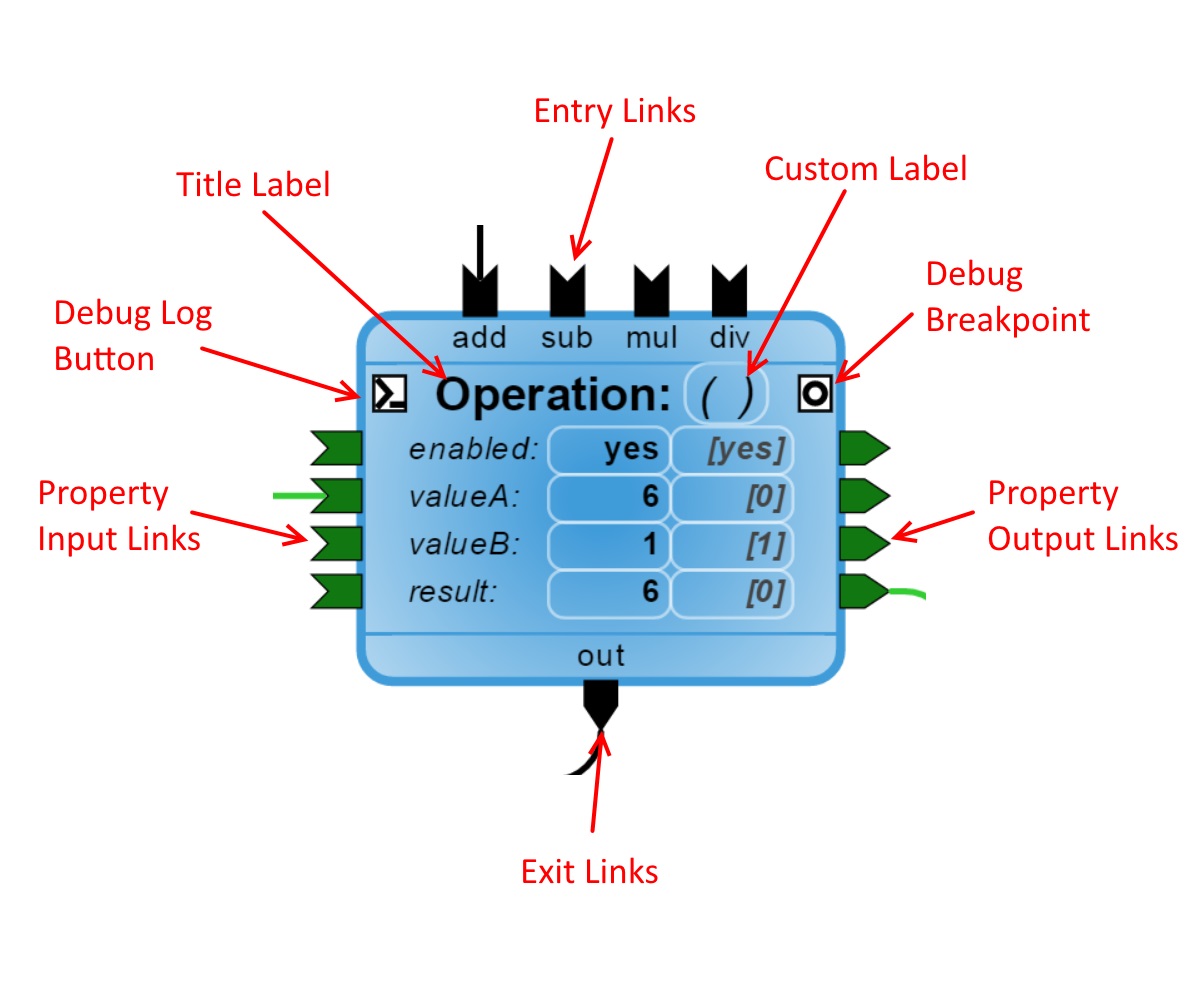 Entry Links
Custom Label
Title Label
Debug
Breakpoint
Debug Log
Button
add sub mul div
Operation: ( )
enabled: yes [yes]
valueA: 6 [0]
valueB: 1 [1]
result: 6 [0]
Property
Input Links
Property
Output Links
out
Exit Links